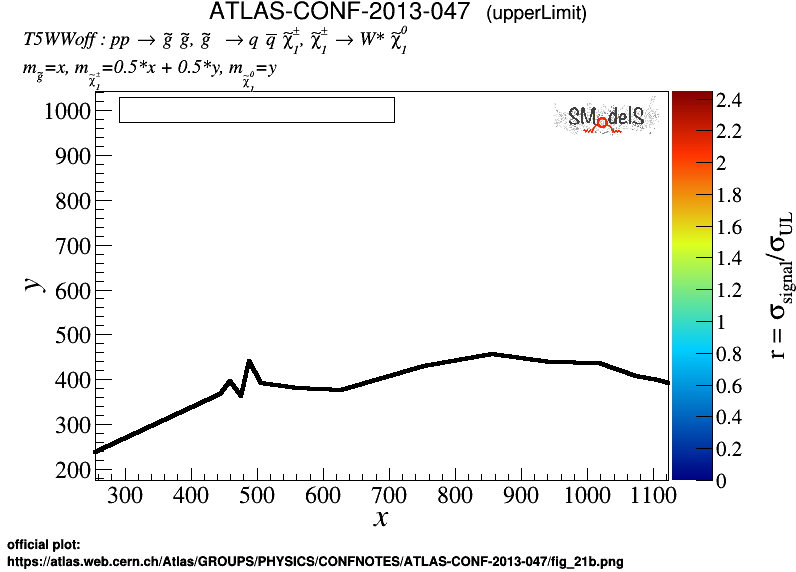 ATLAS-CONF-2013-047 (upperLimit)
T5WWoff : pp → g̃ g̃, g̃ → q q̅ χ̃₁±, χ̃₁± → W* χ̃₁⁰
m_g̃=x, m_χ̃₁±=0.5*x + 0.5*y, m_χ̃₁⁰=y
1000
900
800
700
600
500
400
300
200
y
300 400 500 600 700 800 900 1000 1100
x
SModelS
2.4
2.2
2
1.8
1.6
1.4
1.2
1
0.8
0.6
0.4
0.2
0
r = σsignal/σUL
official plot:
https://atlas.web.cern.ch/Atlas/GROUPS/PHYSICS/CONFNOTES/ATLAS-CONF-2013-047/fig_21b.png